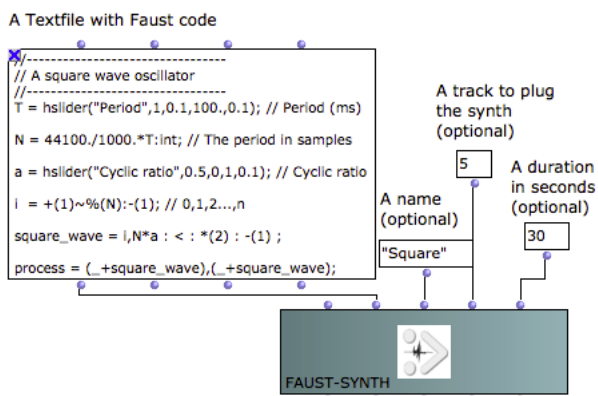 A Textfile with Faust code
//---------------------------------
// A square wave oscillator
//---------------------------------
T = hslider("Period",1,0.1,100.,0.1); // Period (ms)
N = 44100./1000.*T:int; // The period in samples
a = hslider("Cyclic ratio",0.5,0,1,0.1); // Cyclic ratio
i  = +(1)~%(N):-(1); // 0,1,2...,n
square_wave = i,N*a : < : *(2) : -(1) ;
process = (_+square_wave),(_+square_wave);
A track to plug
the synth
(optional)
5
A duration
in seconds
(optional)
30
A name
(optional)
"Square"
FAUST-SYNTH